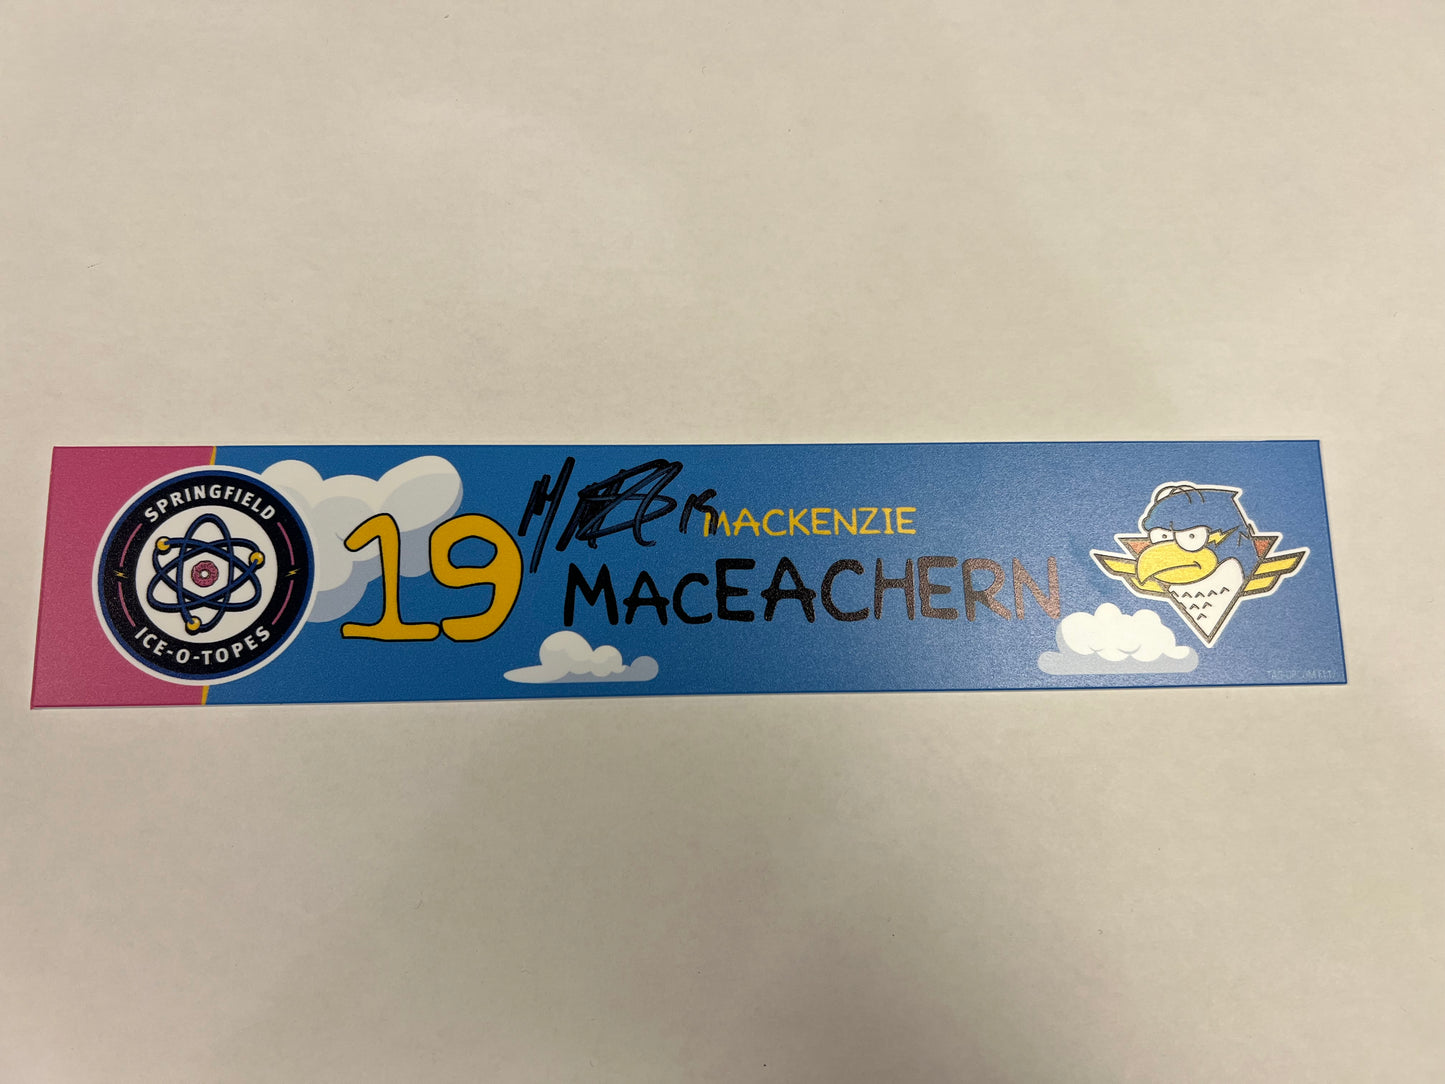 SPRINGFIELD
ICE-O-TOPES
19
MACKENZIE
MACEACHERN